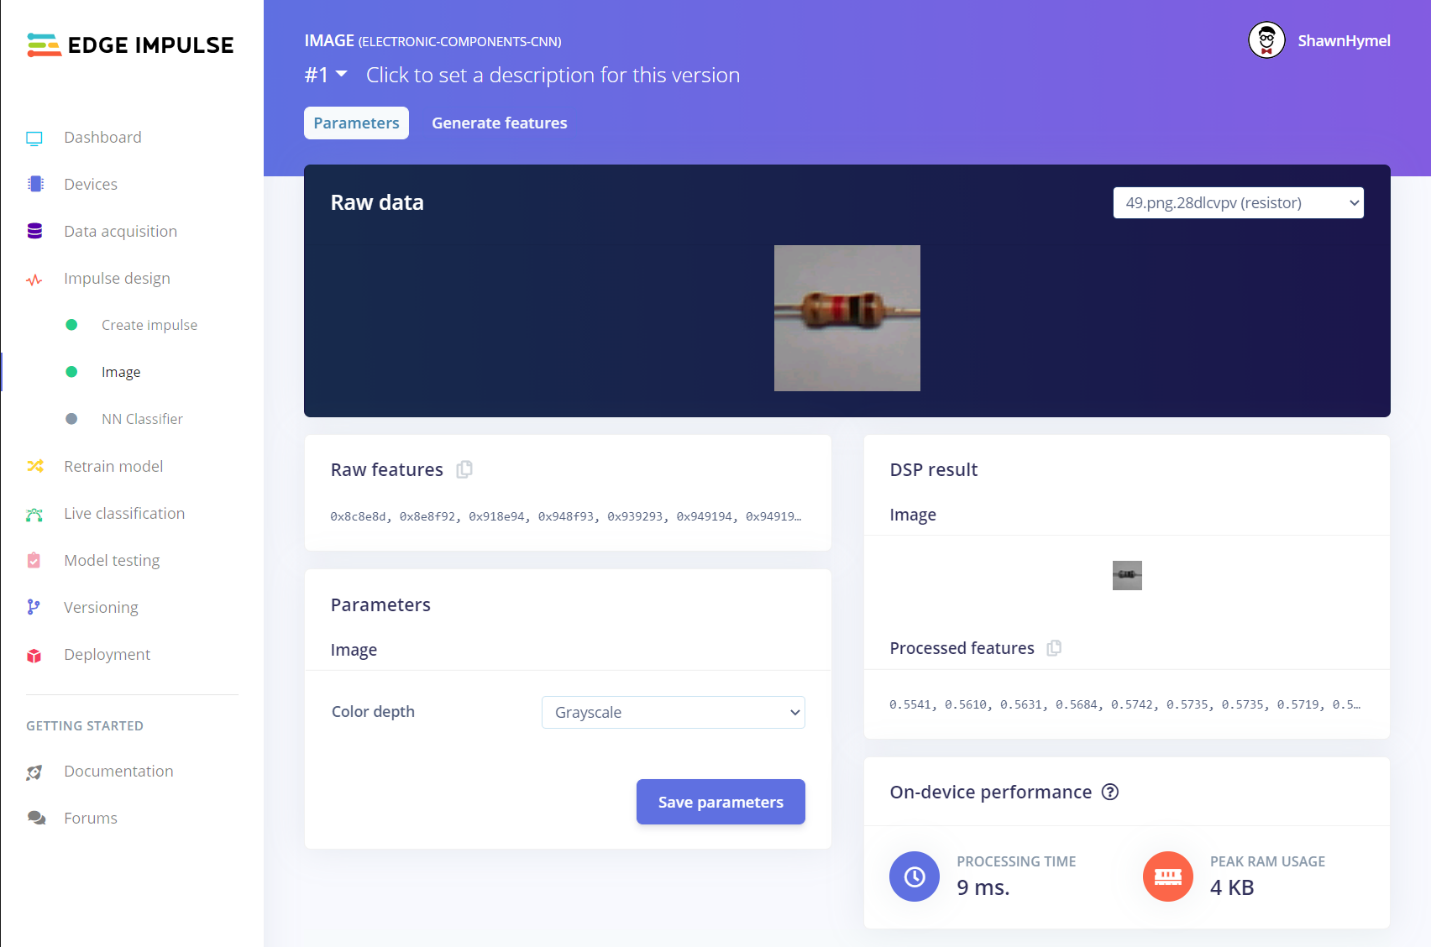 EDGE IMPULSE
Dashboard
Devices
Data acquisition
Impulse design
Create impulse
Image
NN Classifier
Retrain model
Live classification
Model testing
Versioning
Deployment
GETTING STARTED
Documentation
Forums
IMAGE (ELECTRONIC-COMPONENTS-CNN)
ShawnHymel
#1 Click to set a description for this version
Parameters Generate features
Raw data
49.png.28dlcvpv (resistor)
Raw features
0x8c8e8d, 0x8e8f92, 0x918e94, 0x948f93, 0x939293, 0x949194, 0x94919…
Parameters
Image
Color depth Grayscale
Save parameters
DSP result
Image
Processed features
0.5541, 0.5610, 0.5631, 0.5684, 0.5742, 0.5735, 0.5735, 0.5719, 0.5…
On-device performance ?
PROCESSING TIME
9 ms.
PEAK RAM USAGE
4 KB